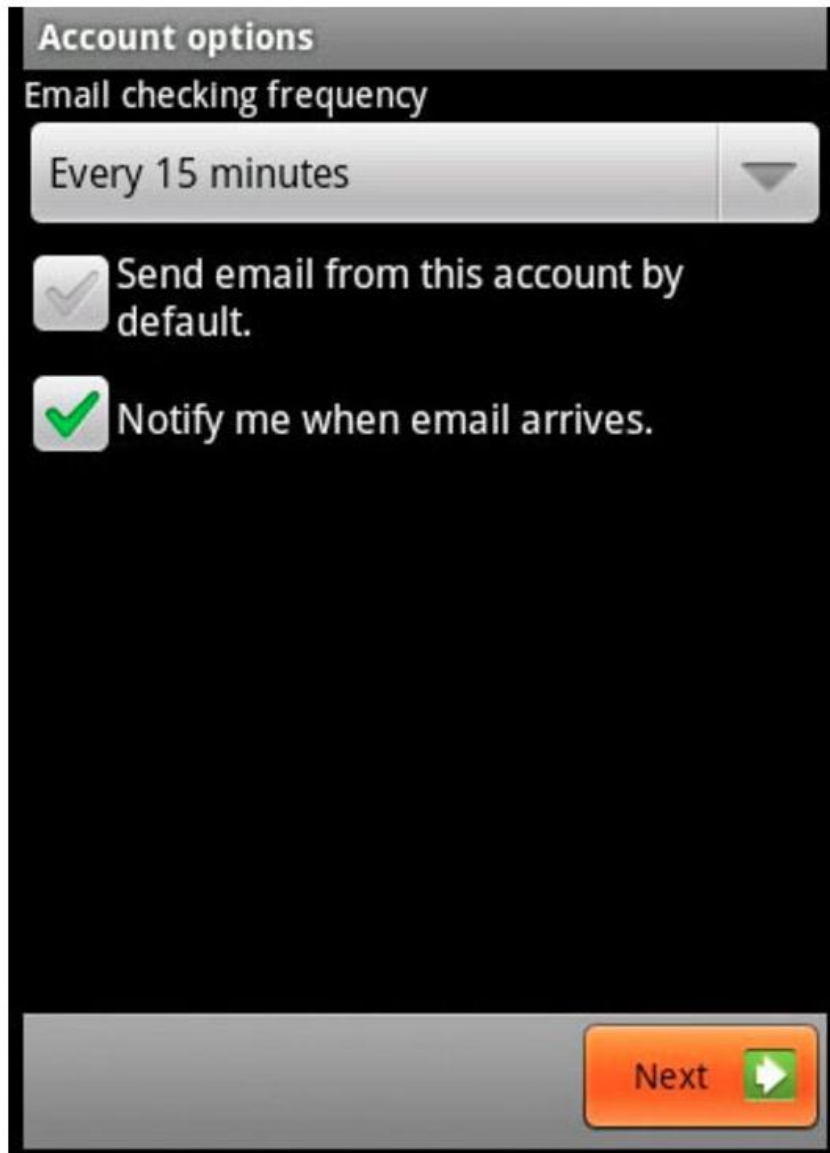 Account options
Email checking frequency
Every 15 minutes
Send email from this account by
default.
Notify me when email arrives.
Next